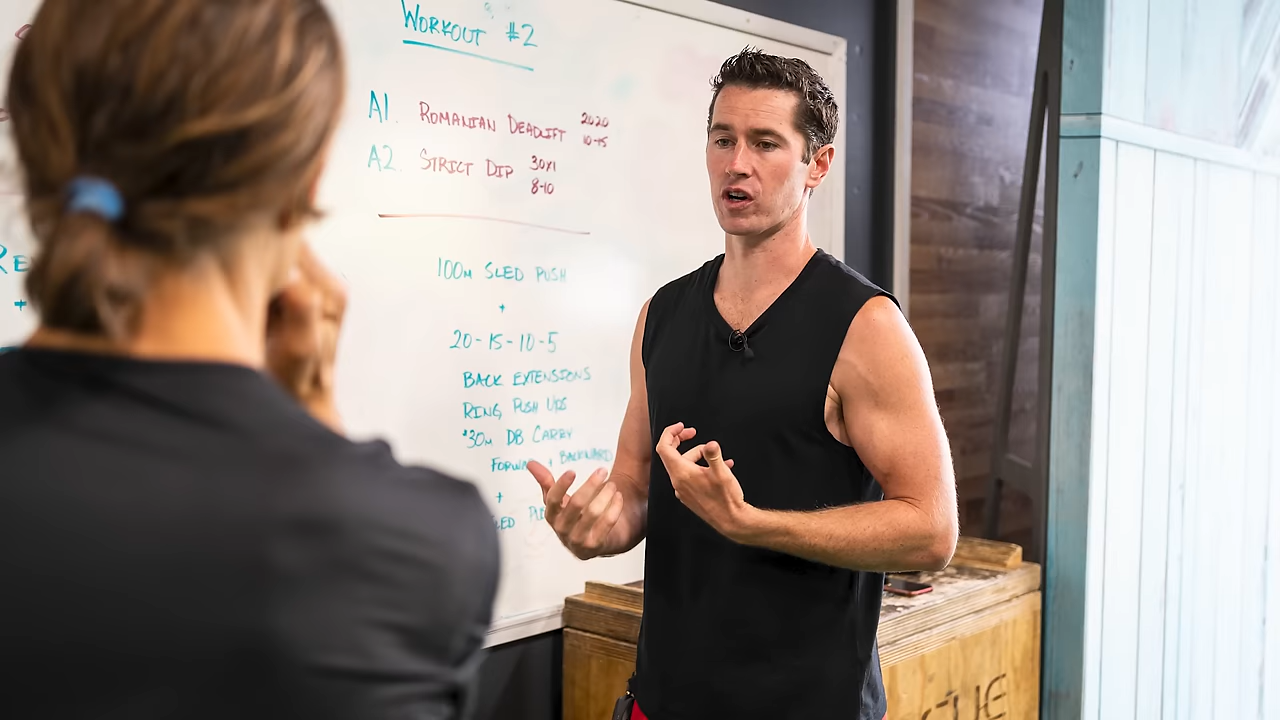 WORKOUT #2
A1. ROMANIAN DEADLIFT 2020
10-15
A2. STRICT DIP 30X1
8-10
100M SLED PUSH
+
20-15-10-5
BACK EXTENSIONS
RING PUSH UPS
*30M DB CARRY
BACKWARD
+